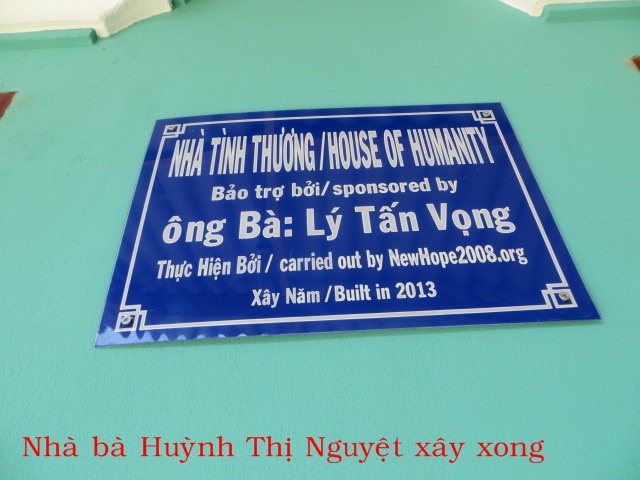 NHÀ TÌNH THƯƠNG / HOUSE OF HUMANITY
Bảo trợ bởi/sponsored by
ông Bà: Lý Tấn Vọng
Thực Hiện Bởi / carried out by NewHope2008.org
Xây Năm /Built in 2013
Nhà bà Huỳnh Thị Nguyệt xây xong